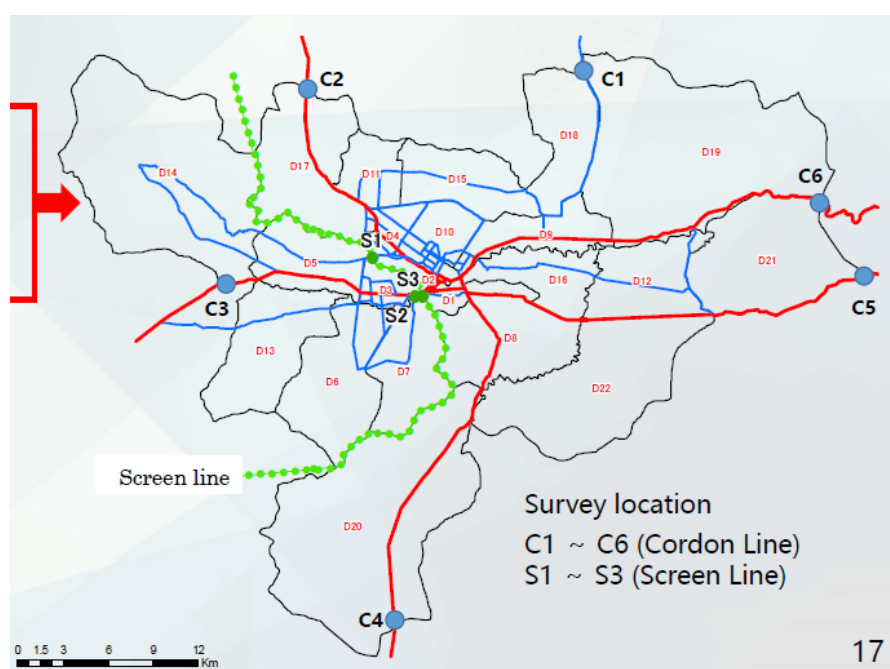 C2
C1
D18
D19
D17
D14
D11
D15
C6
D4
D10
S1
D9
D5
S3
D2
D16
D12
D21
C3
D3
D1
C5
S2
D8
D13
D6
D7
D22
Screen line
Survey location
C1 ~ C6 (Cordon Line)
S1 ~ S3 (Screen Line)
D20
C4
0 1.5 3 6 9 12
Km
17